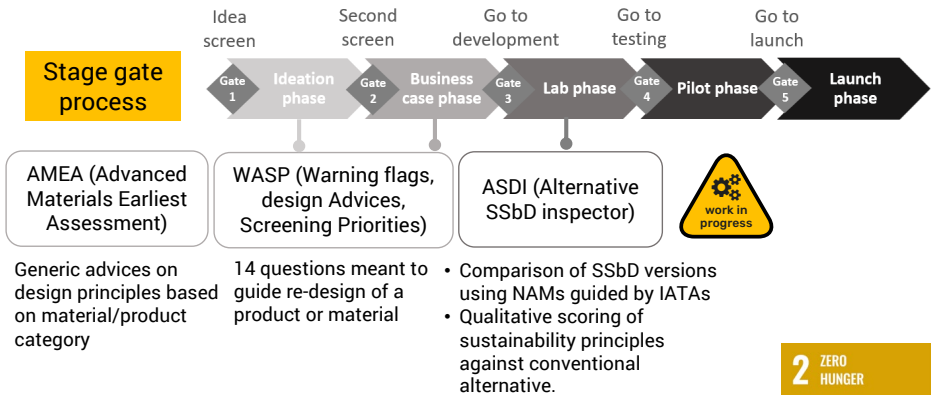 Idea
screen
Second
screen
Go to
development
Go to
testing
Go to
launch
Stage gate
process
Gate
1
Ideation
phase
Gate
2
Business
case phase
Gate
3
Lab phase
Gate
4
Pilot phase
Gate
5
Launch
phase
AMEA (Advanced
Materials Earliest
Assessment)
WASP (Warning flags,
design Advices,
Screening Priorities)
ASDI (Alternative
SSbD inspector)
work in
progress
Generic advices on
design principles based
on material/product
category
14 questions meant to
guide re-design of a
product or material
• Comparison of SSbD versions
using NAMs guided by IATAs
• Qualitative scoring of
sustainability principles
against conventional
alternative.
2 ZERO
HUNGER